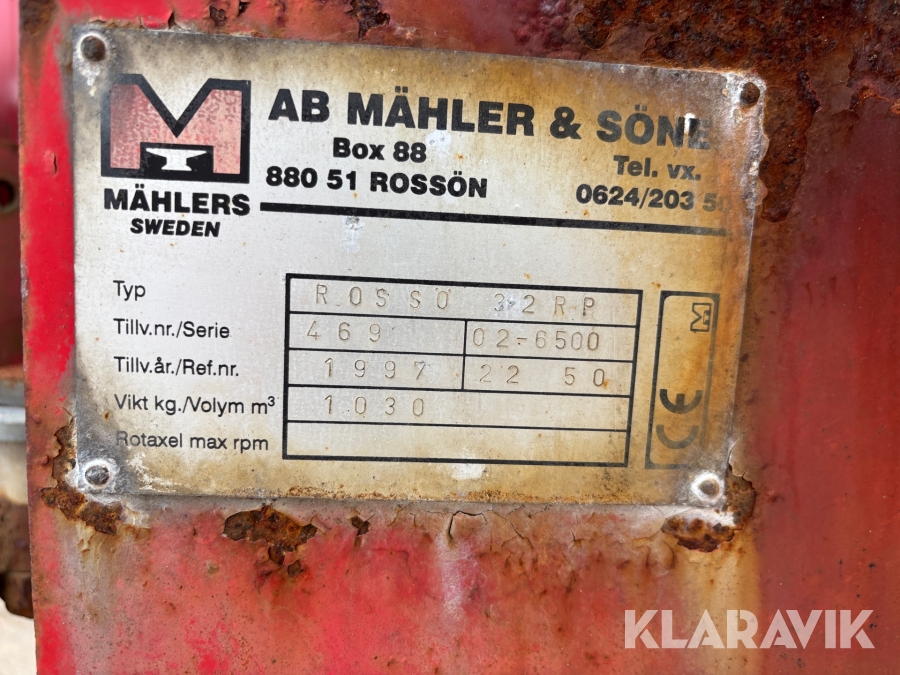 M
AB MÄHLER & SÖNE
Box 88
880 51 ROSSÖN
Tel. vx.
0624/203 5
MÄHLERS
SWEDEN
Typ ROSSÖ 32RP
Tillv.nr./Serie 469 02-6500
Tillv.år./Ref.nr. 1997 22 50
Vikt kg./Volym m³ 1030
Rotaxel max rpm
M
CE
KLARAVIK